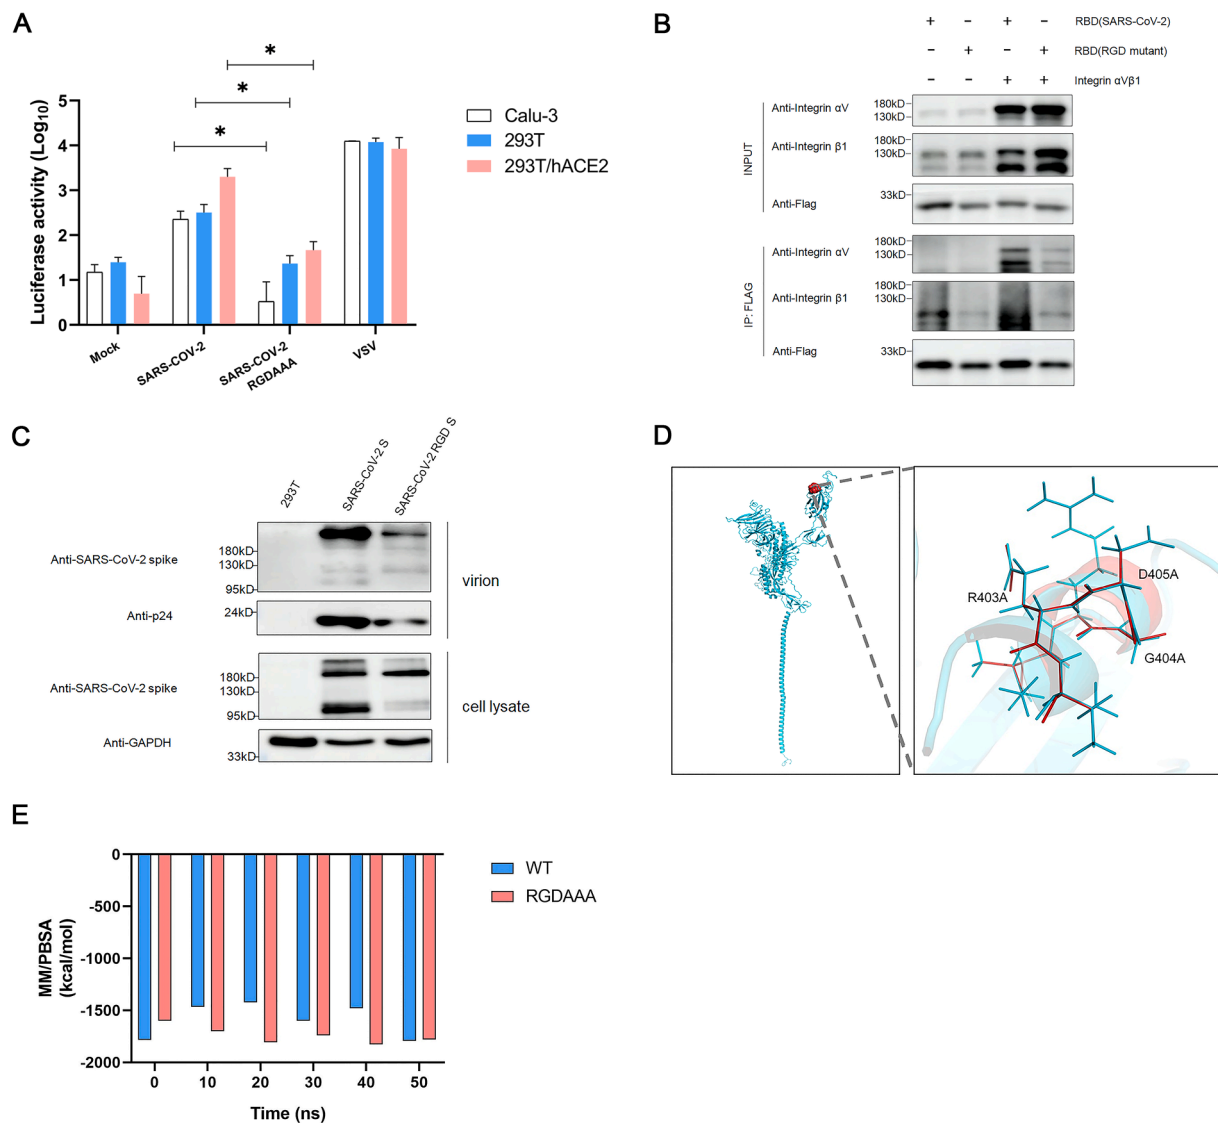 A
*
*
*
Luciferase activity (Log10)
5
4
3
2
1
0
Mock
SARS-COV-2
SARS-COV-2
RGDAAA
VSV
Calu-3
293T
293T/hACE2
B
+ - + - RBD(SARS-CoV-2)
- + - + RBD(RGD mutant)
- - + + Integrin αVβ1
INPUT
Anti-Integrin αV
180kD
130kD
Anti-Integrin β1
130kD
Anti-Flag
33kD
IP: FLAG
Anti-Integrin αV
180kD
130kD
Anti-Integrin β1
180kD
130kD
Anti-Flag
33kD
C
293T
SARS-CoV-2 S
SARS-CoV-2 RGD S
Anti-SARS-CoV-2 spike
180kD
130kD
95kD
Anti-p24
24kD
virion
Anti-SARS-CoV-2 spike
180kD
130kD
95kD
Anti-GAPDH
33kD
cell lysate
D
R403A
D405A
G404A
E
MM/PBSA
(kcal/mol)
0
-500
-1000
-1500
-2000
0 10 20 30 40 50
Time (ns)
WT
RGDAAA